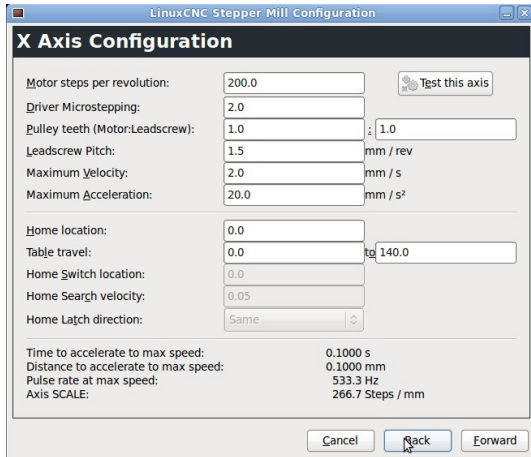 LinuxCNC Stepper Mill Configuration
X Axis Configuration
Motor steps per revolution: 200.0 Test this axis
Driver Microstepping: 2.0
Pulley teeth (Motor:Leadscrew): 1.0 : 1.0
Leadscrew Pitch: 1.5 mm / rev
Maximum Velocity: 2.0 mm / s
Maximum Acceleration: 20.0 mm / s²
Home location: 0.0
Table travel: 0.0 to 140.0
Home Switch location: 0.0
Home Search velocity: 0.05
Home Latch direction: Same
Time to accelerate to max speed: 0.1000 s
Distance to accelerate to max speed: 0.1000 mm
Pulse rate at max speed: 533.3 Hz
Axis SCALE: 266.7 Steps / mm
Cancel Back Forward